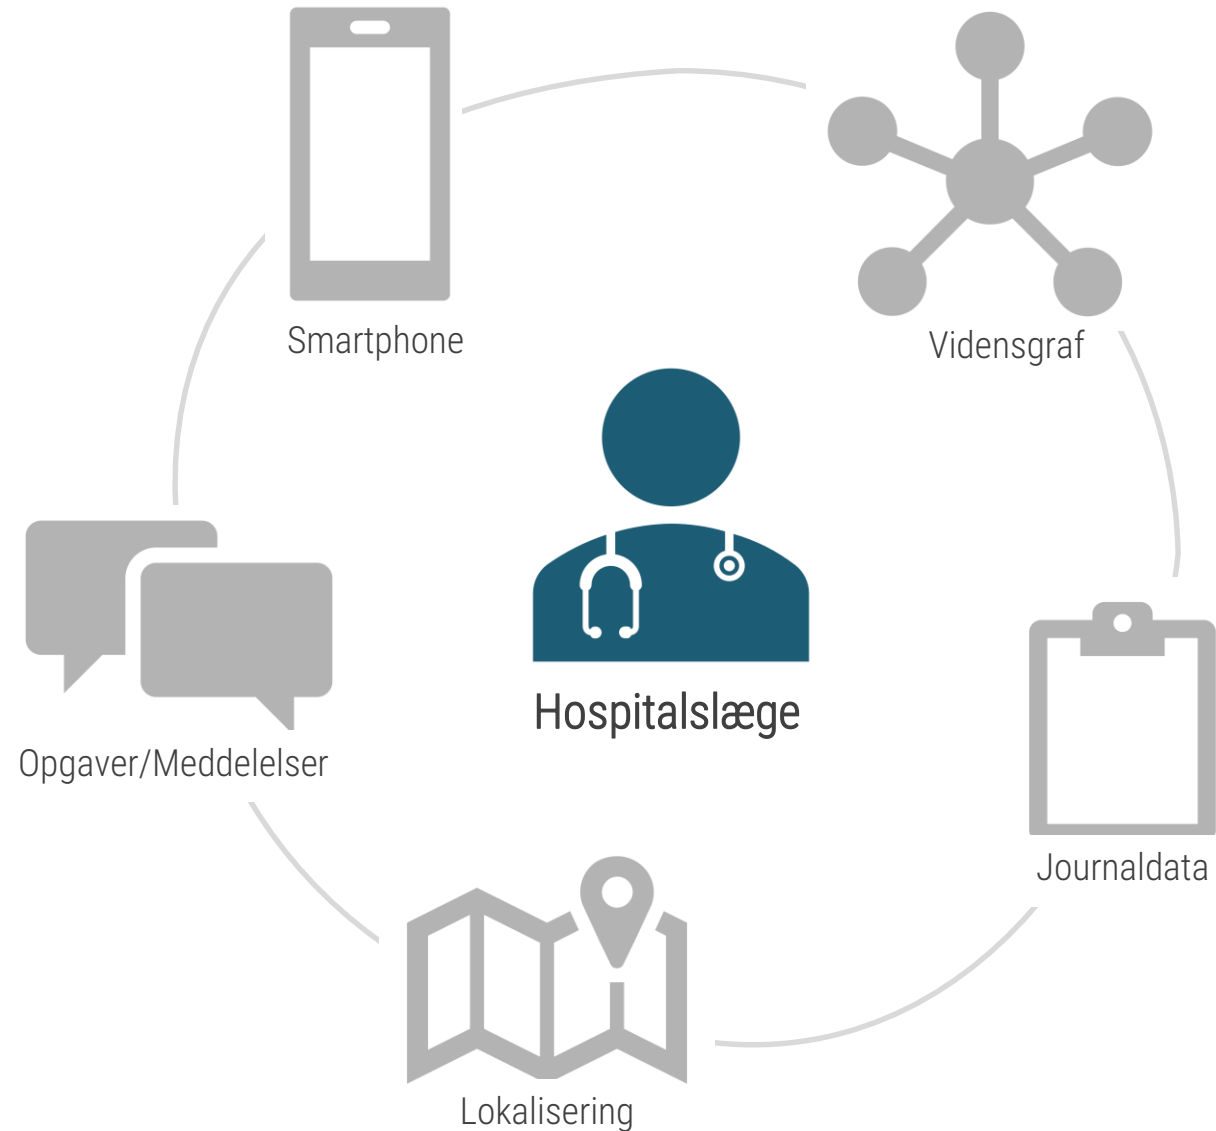 Smartphone
Vidensgraf
Hospitalslæge
Opgaver/Meddelelser
Journaldata
Lokalisering